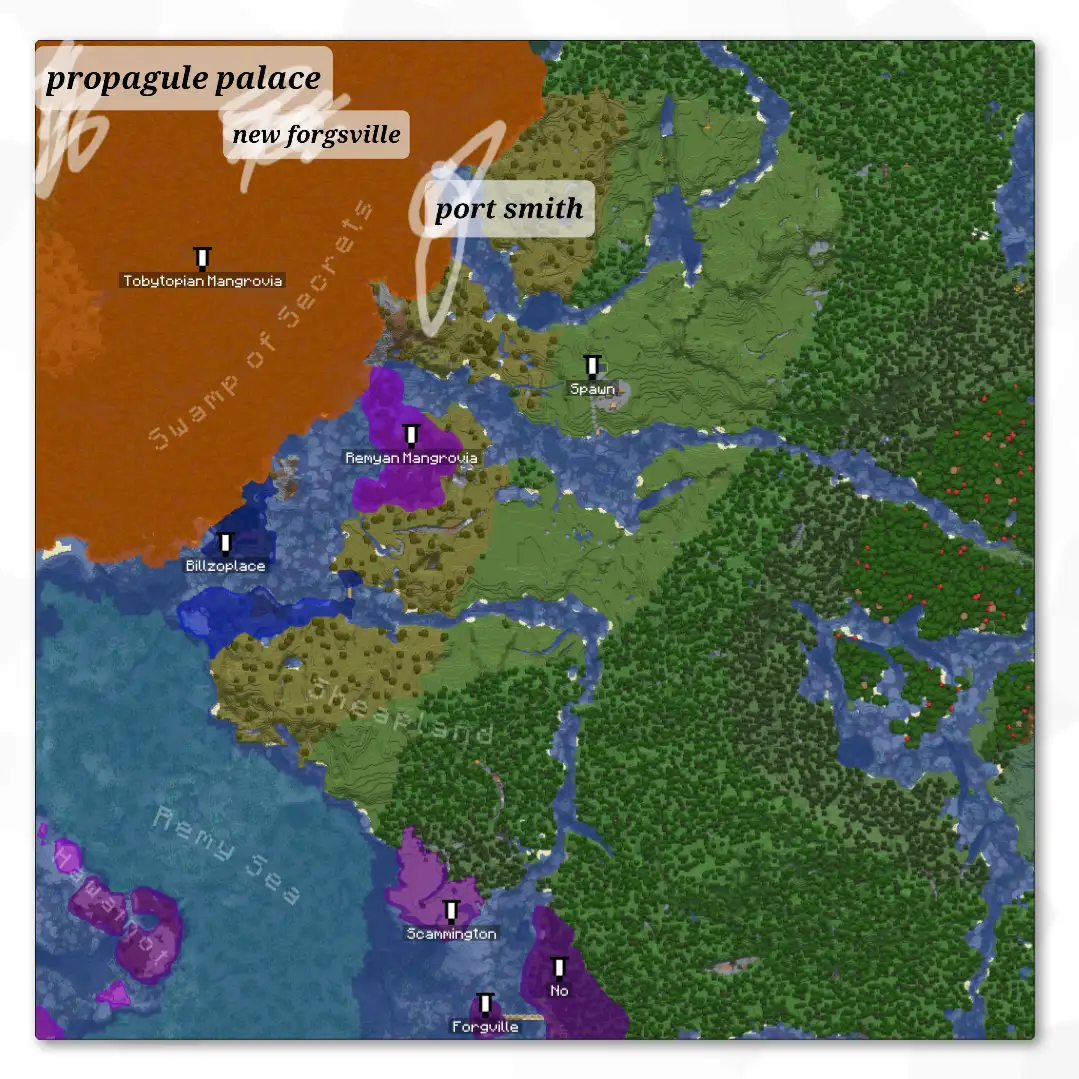 propagule palace
new forgsville
port smith
Tobytopian Mangrovia
Swamp of Secrets
Spawn
Remyan Mangrovia
Billzoplace
Sheapland
Remy Sea
Hawaiinot
Scammington
No
Forgville